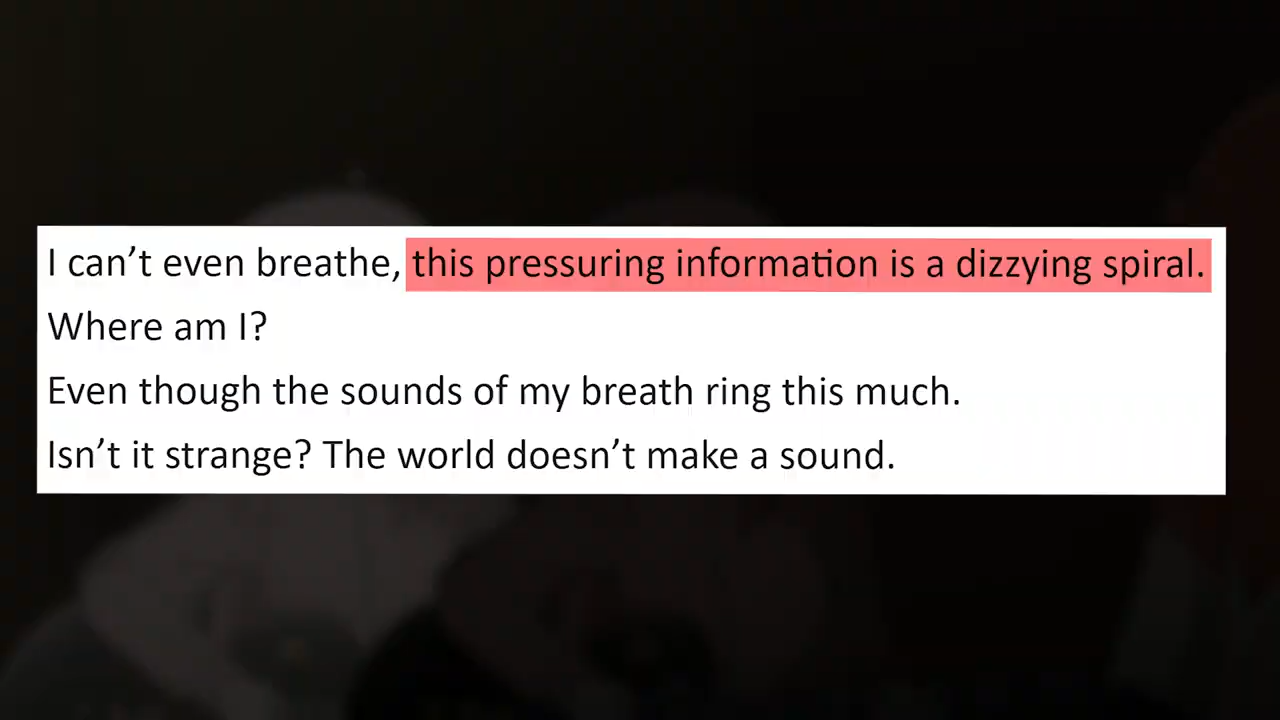 I can’t even breathe, this pressuring information is a dizzying spiral.
Where am I?
Even though the sounds of my breath ring this much.
Isn’t it strange? The world doesn’t make a sound.